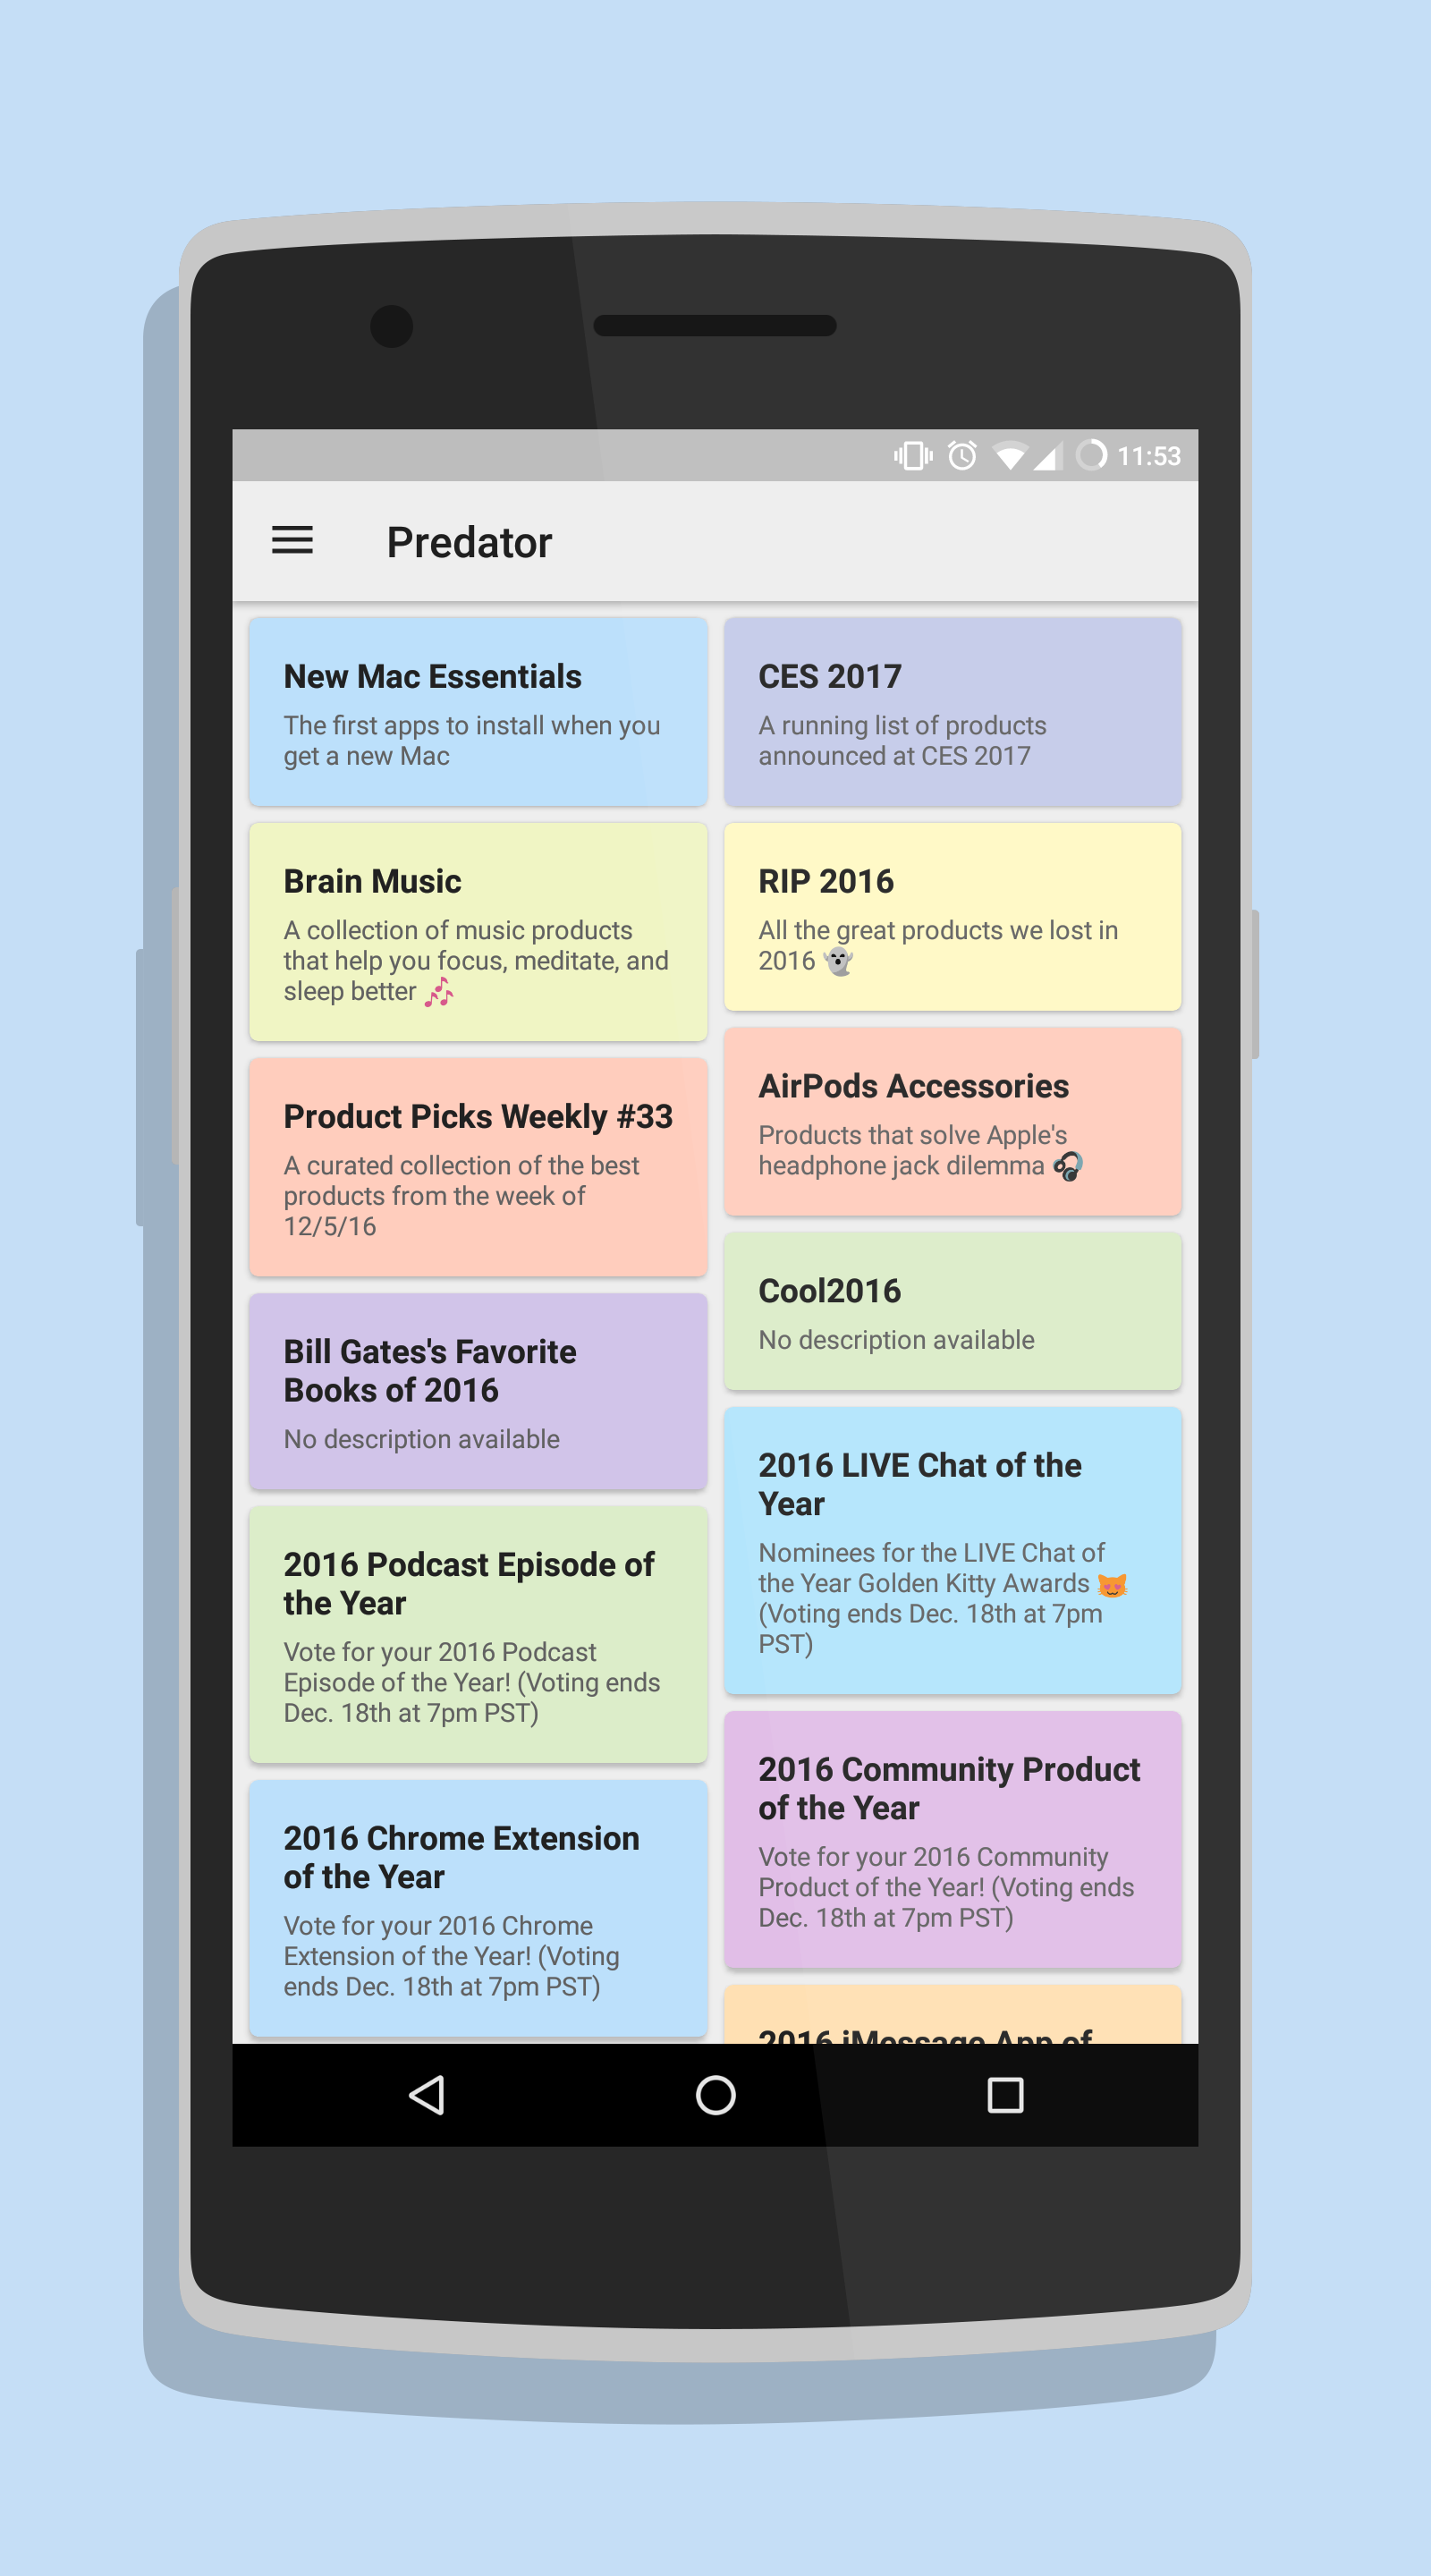 11:53
Predator
New Mac Essentials
The first apps to install when you
get a new Mac
CES 2017
A running list of products
announced at CES 2017
Brain Music
A collection of music products
that help you focus, meditate, and
sleep better 🎶
RIP 2016
All the great products we lost in
2016 👻
Product Picks Weekly #33
A curated collection of the best
products from the week of
12/5/16
AirPods Accessories
Products that solve Apple's
headphone jack dilemma 🎧
Cool2016
No description available
Bill Gates's Favorite
Books of 2016
No description available
2016 LIVE Chat of the
Year
Nominees for the LIVE Chat of
the Year Golden Kitty Awards 😻
(Voting ends Dec. 18th at 7pm
PST)
2016 Podcast Episode of
the Year
Vote for your 2016 Podcast
Episode of the Year! (Voting ends
Dec. 18th at 7pm PST)
2016 Community Product
of the Year
Vote for your 2016 Community
Product of the Year! (Voting ends
Dec. 18th at 7pm PST)
2016 Chrome Extension
of the Year
Vote for your 2016 Chrome
Extension of the Year! (Voting
ends Dec. 18th at 7pm PST)
2016 iMessage App of